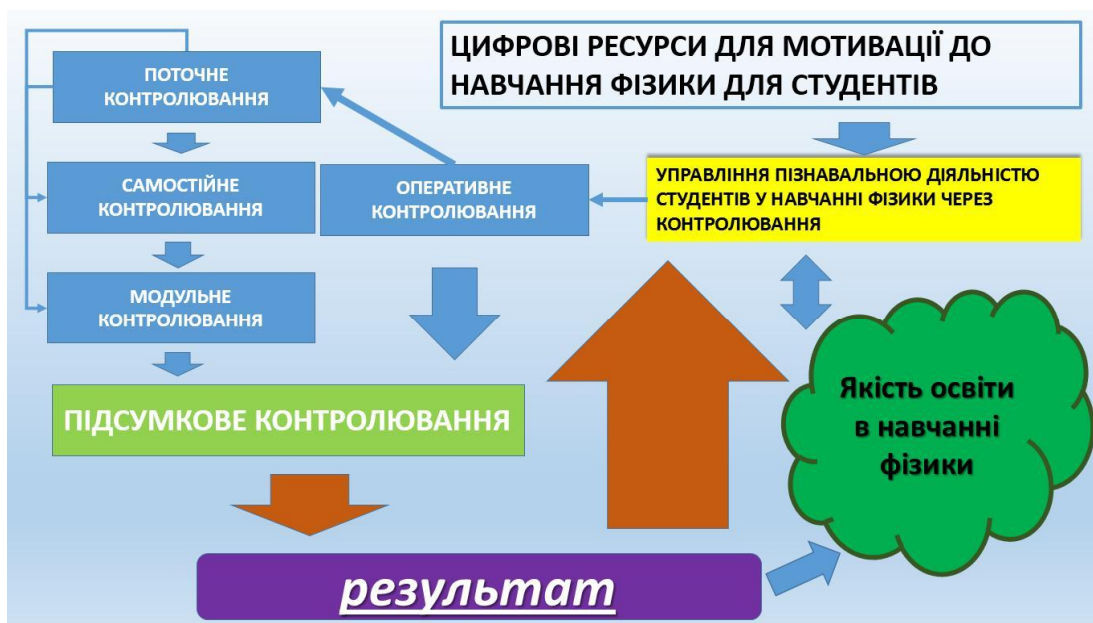 ЦИФРОВІ РЕСУРСИ ДЛЯ МОТИВАЦІЇ ДО
НАВЧАННЯ ФІЗИКИ ДЛЯ СТУДЕНТІВ
ПОТОЧНЕ
КОНТРОЛЮВАННЯ
САМОСТІЙНЕ
КОНТРОЛЮВАННЯ
ОПЕРАТИВНЕ
КОНТРОЛЮВАННЯ
УПРАВЛІННЯ ПІЗНАВАЛЬНОЮ ДІЯЛЬНІСТЮ
СТУДЕНТІВ У НАВЧАННІ ФІЗИКИ ЧЕРЕЗ
КОНТРОЛЮВАННЯ
МОДУЛЬНЕ
КОНТРОЛЮВАННЯ
ПІДСУМКОВЕ КОНТРОЛЮВАННЯ
Якість освіти
в навчанні
фізики
результат